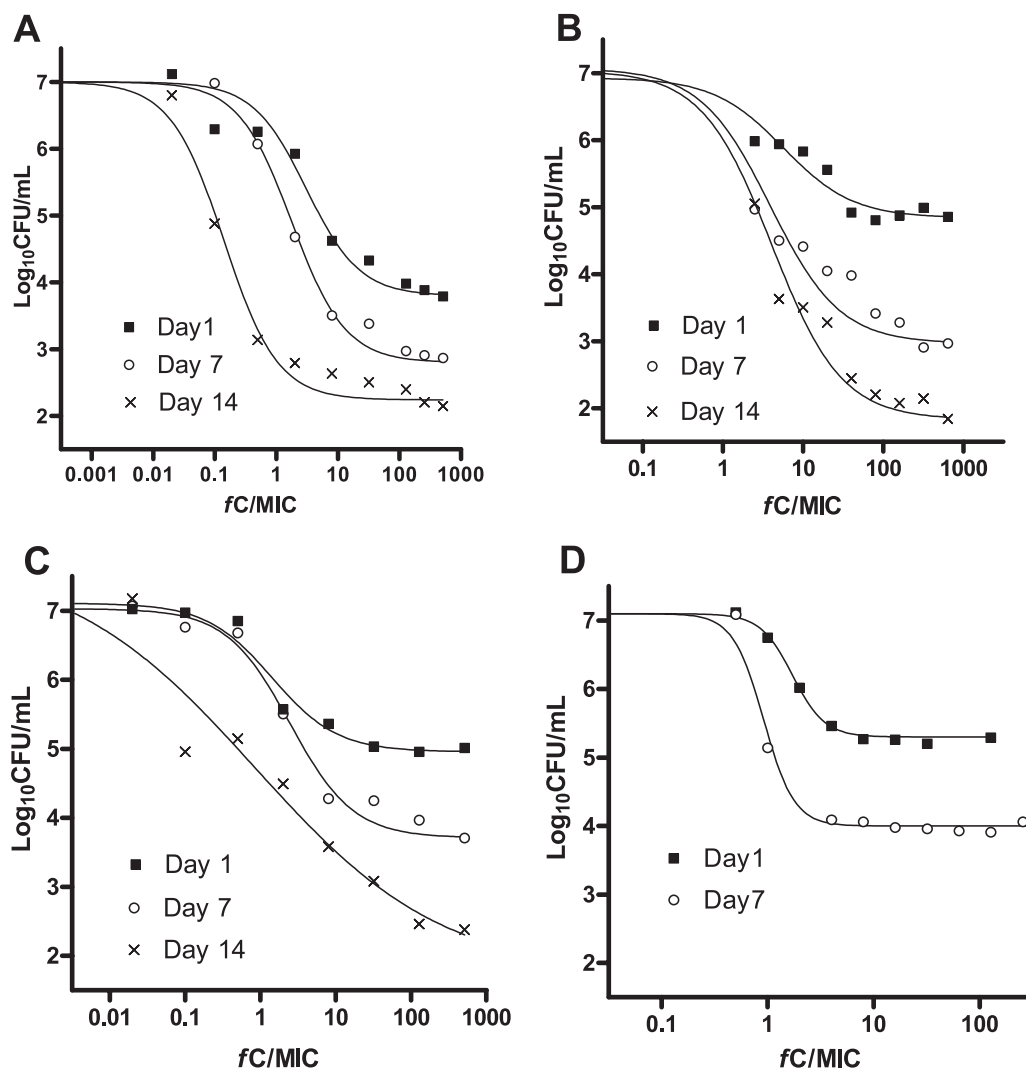 A
Log10CFU/mL
7
6
5
4
3
2
Day1
Day 7
Day 14
0.001 0.01 0.1 1 10 100 1000
fC/MIC
B
Log10CFU/mL
7
6
5
4
3
2
Day 1
Day 7
Day 14
0.1 1 10 100 1000
fC/MIC
C
Log10CFU/mL
7
6
5
4
3
2
Day 1
Day 7
Day 14
0.01 0.1 1 10 100 1000
fC/MIC
D
Log10CFU/mL
7
6
5
4
3
2
Day1
Day7
0.1 1 10 100
fC/MIC